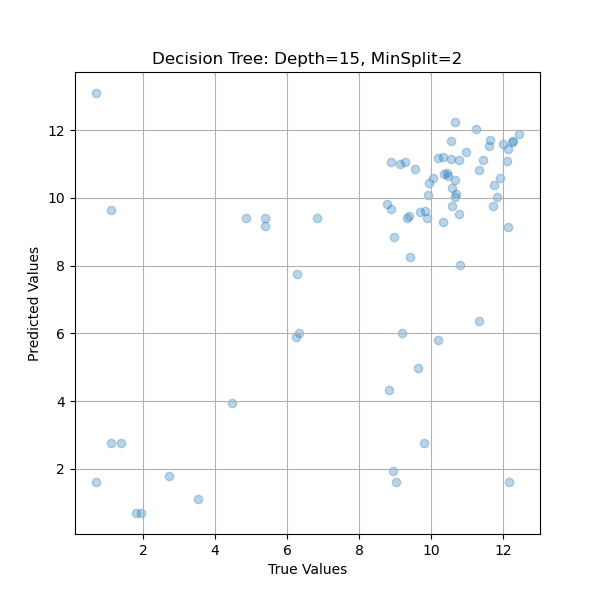 Decision Tree: Depth=15, MinSplit=2
12
10
8
6
4
2
Predicted Values
2 4 6 8 10 12
True Values